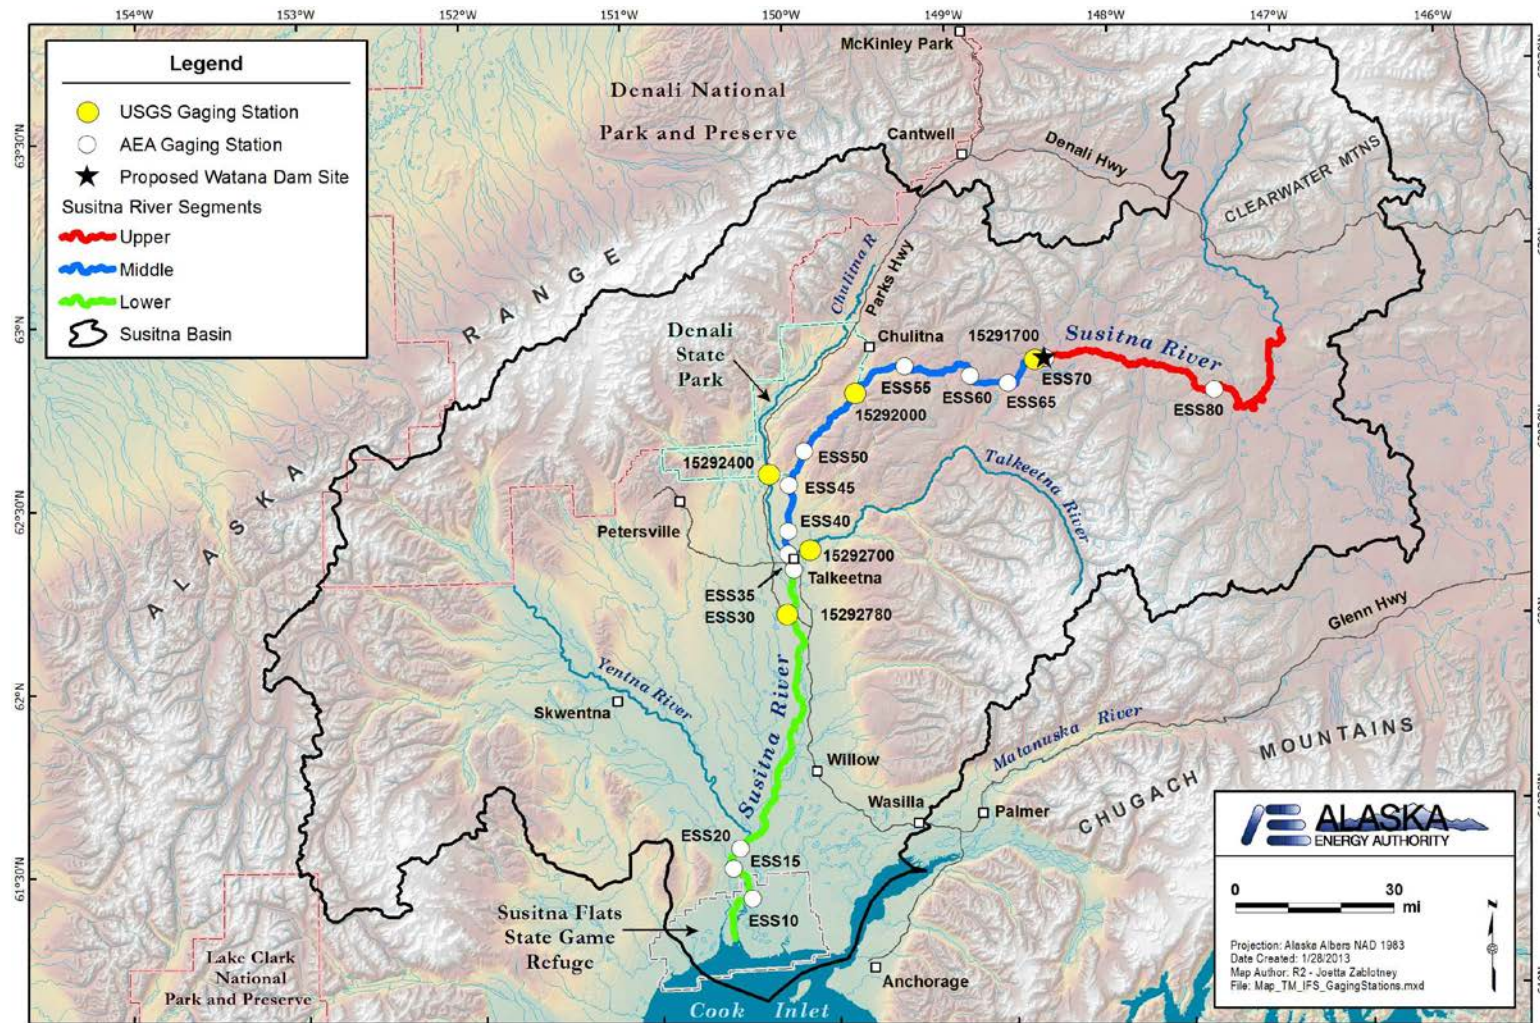 154°W
153°W
152°W
151°W
150°W
149°W
148°W
147°W
146°W
Legend
USGS Gaging Station
AEA Gaging Station
Proposed Watana Dam Site
Susitna River Segments
Upper
Middle
Lower
Susitna Basin
McKinley Park
Denali National
Park and Preserve
Cantwell
Denali Hwy
CLEARWATER MTNS
63°30'N
63°N
62°30'N
62°N
61°30'N
ALASKA
RANGE
Chulitna R
Parks Hwy
Chulitna
Denali
State
Park
15291700
Susitna River
ESS70
ESS55
ESS60
ESS65
ESS80
15292000
ESS50
15292400
ESS45
Talkeetna River
Petersville
ESS40
15292700
Talkeetna
ESS35
ESS30
15292780
Glenn Hwy
Yentna River
Skwentna
Susitna River
Willow
Matanuska River
Wasilla
Palmer
CHUGACH MOUNTAINS
ESS20
ESS15
ESS10
Susitna Flats
State Game
Refuge
Lake Clark
National
Park and Preserve
Anchorage
Cook Inlet
ALASKA
ENERGY AUTHORITY
0 30
mi
N
Projection: Alaska Albers NAD 1983
Date Created: 1/28/2013
Map Author: R2 - Joetta Zablotney
File: Map_TM_IFS_GagingStations.mxd